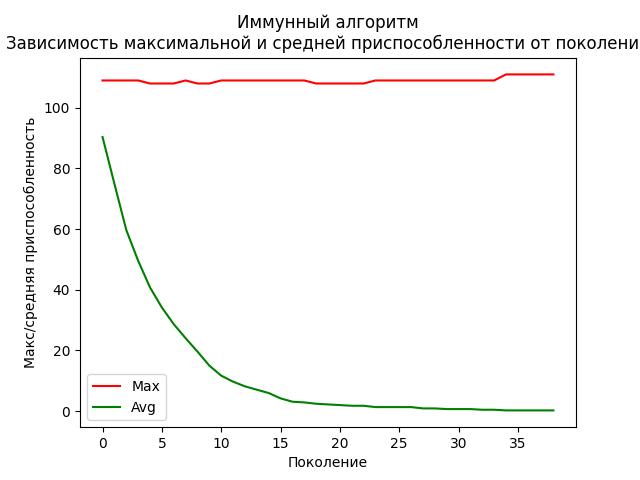 Иммунный алгоритм
Зависимость максимальной и средней приспособленности от поколени
Макс/средняя приспособленность
100
80
60
40
20
0
Max
Avg
0 5 10 15 20 25 30 35
Поколение